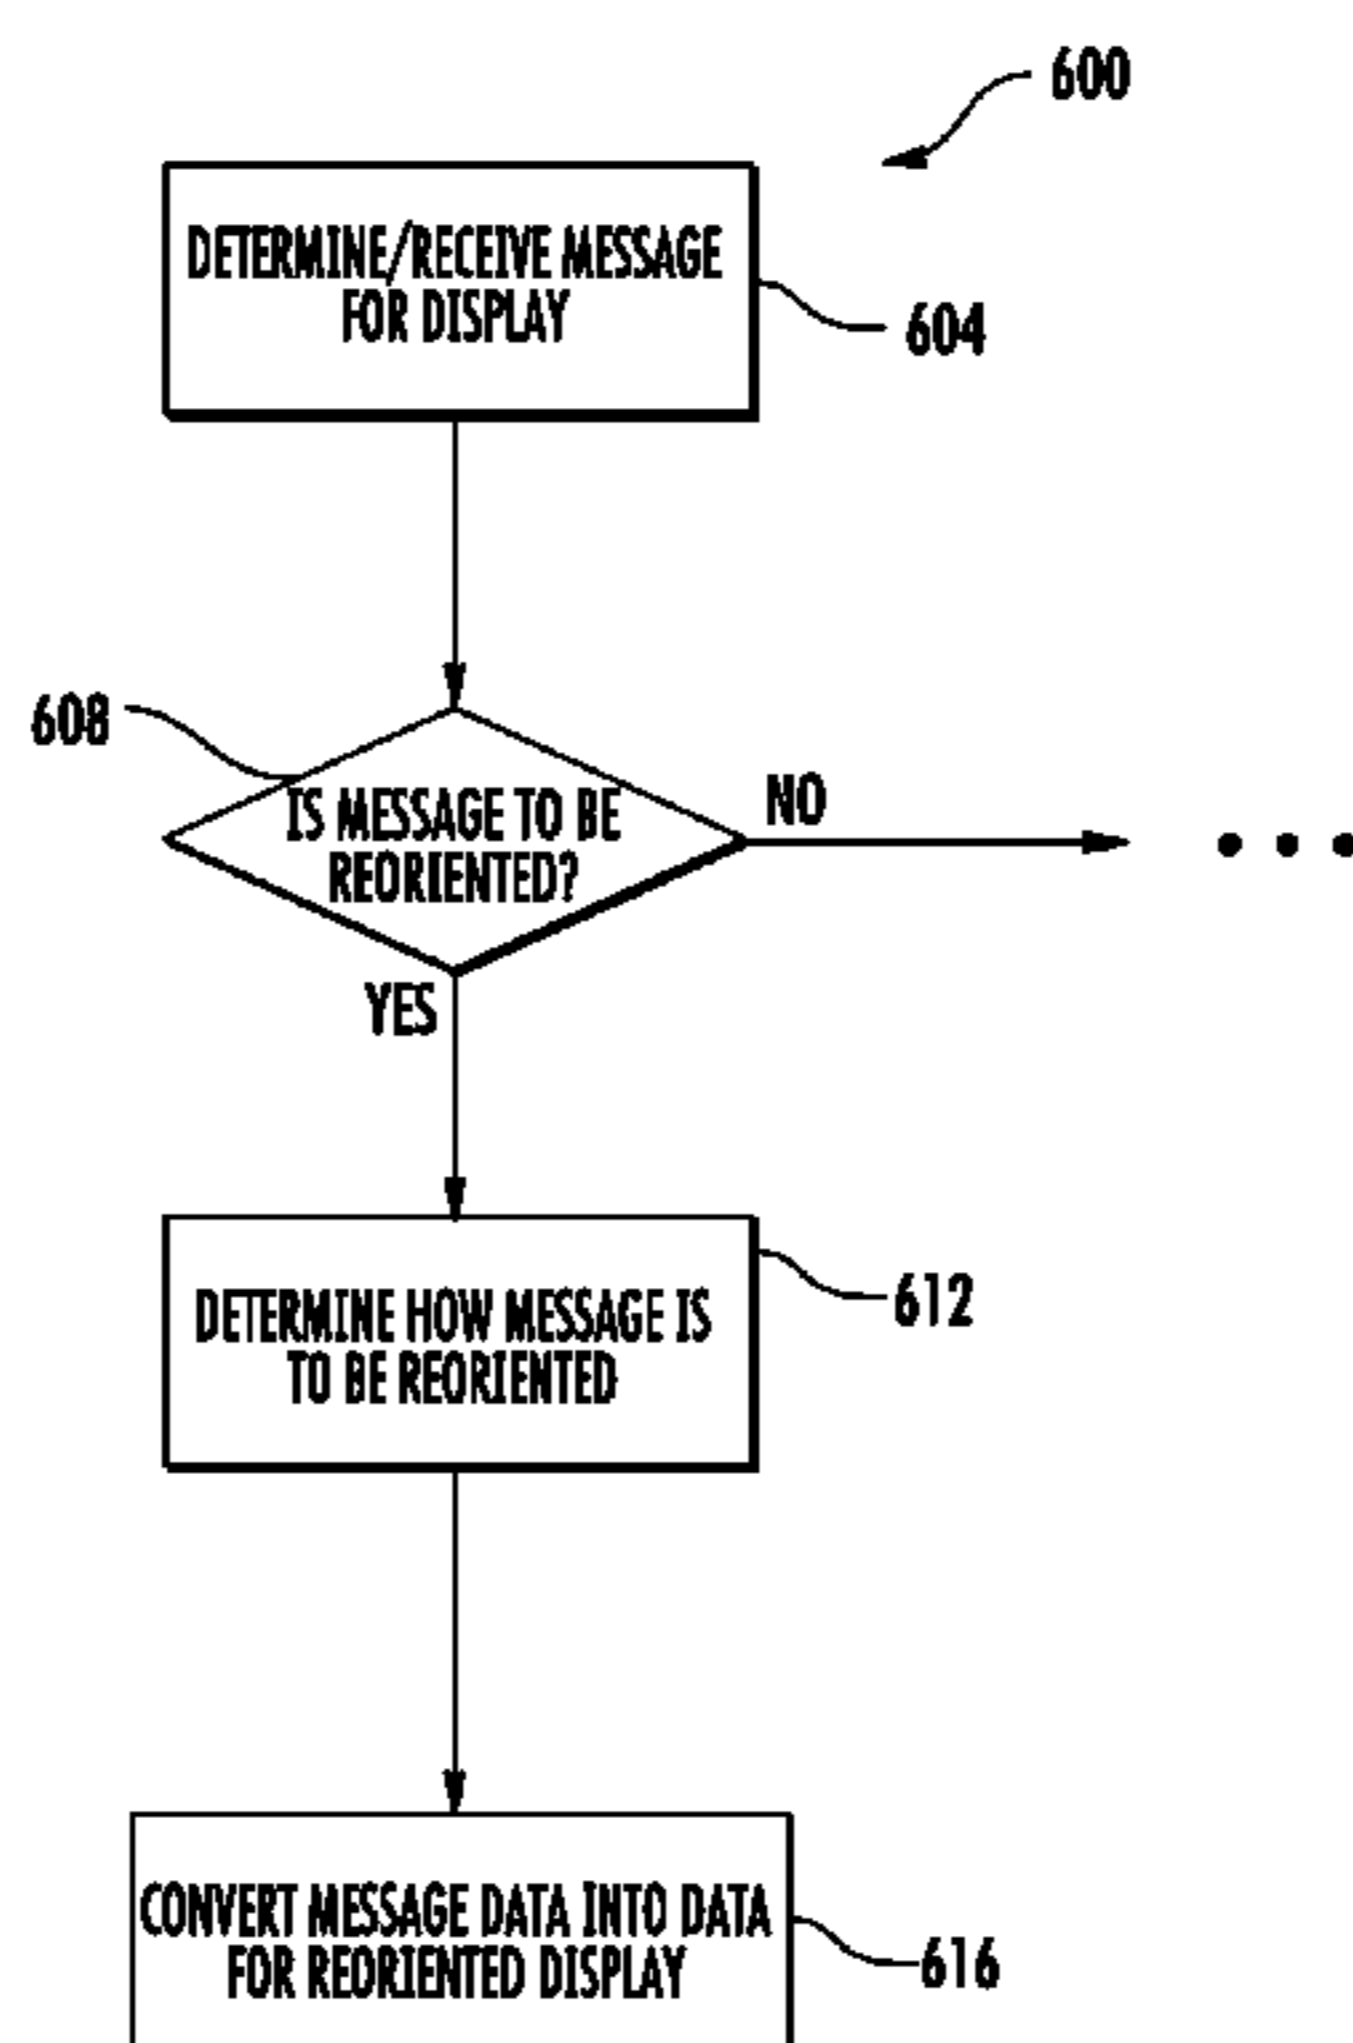 600
DETERMINE/RECEIVE MESSAGE
FOR DISPLAY
604
608
IS MESSAGE TO BE
REORIENTED?
NO
YES
DETERMINE HOW MESSAGE IS
TO BE REORIENTED
612
CONVERT MESSAGE DATA INTO DATA
FOR REORIENTED DISPLAY
616